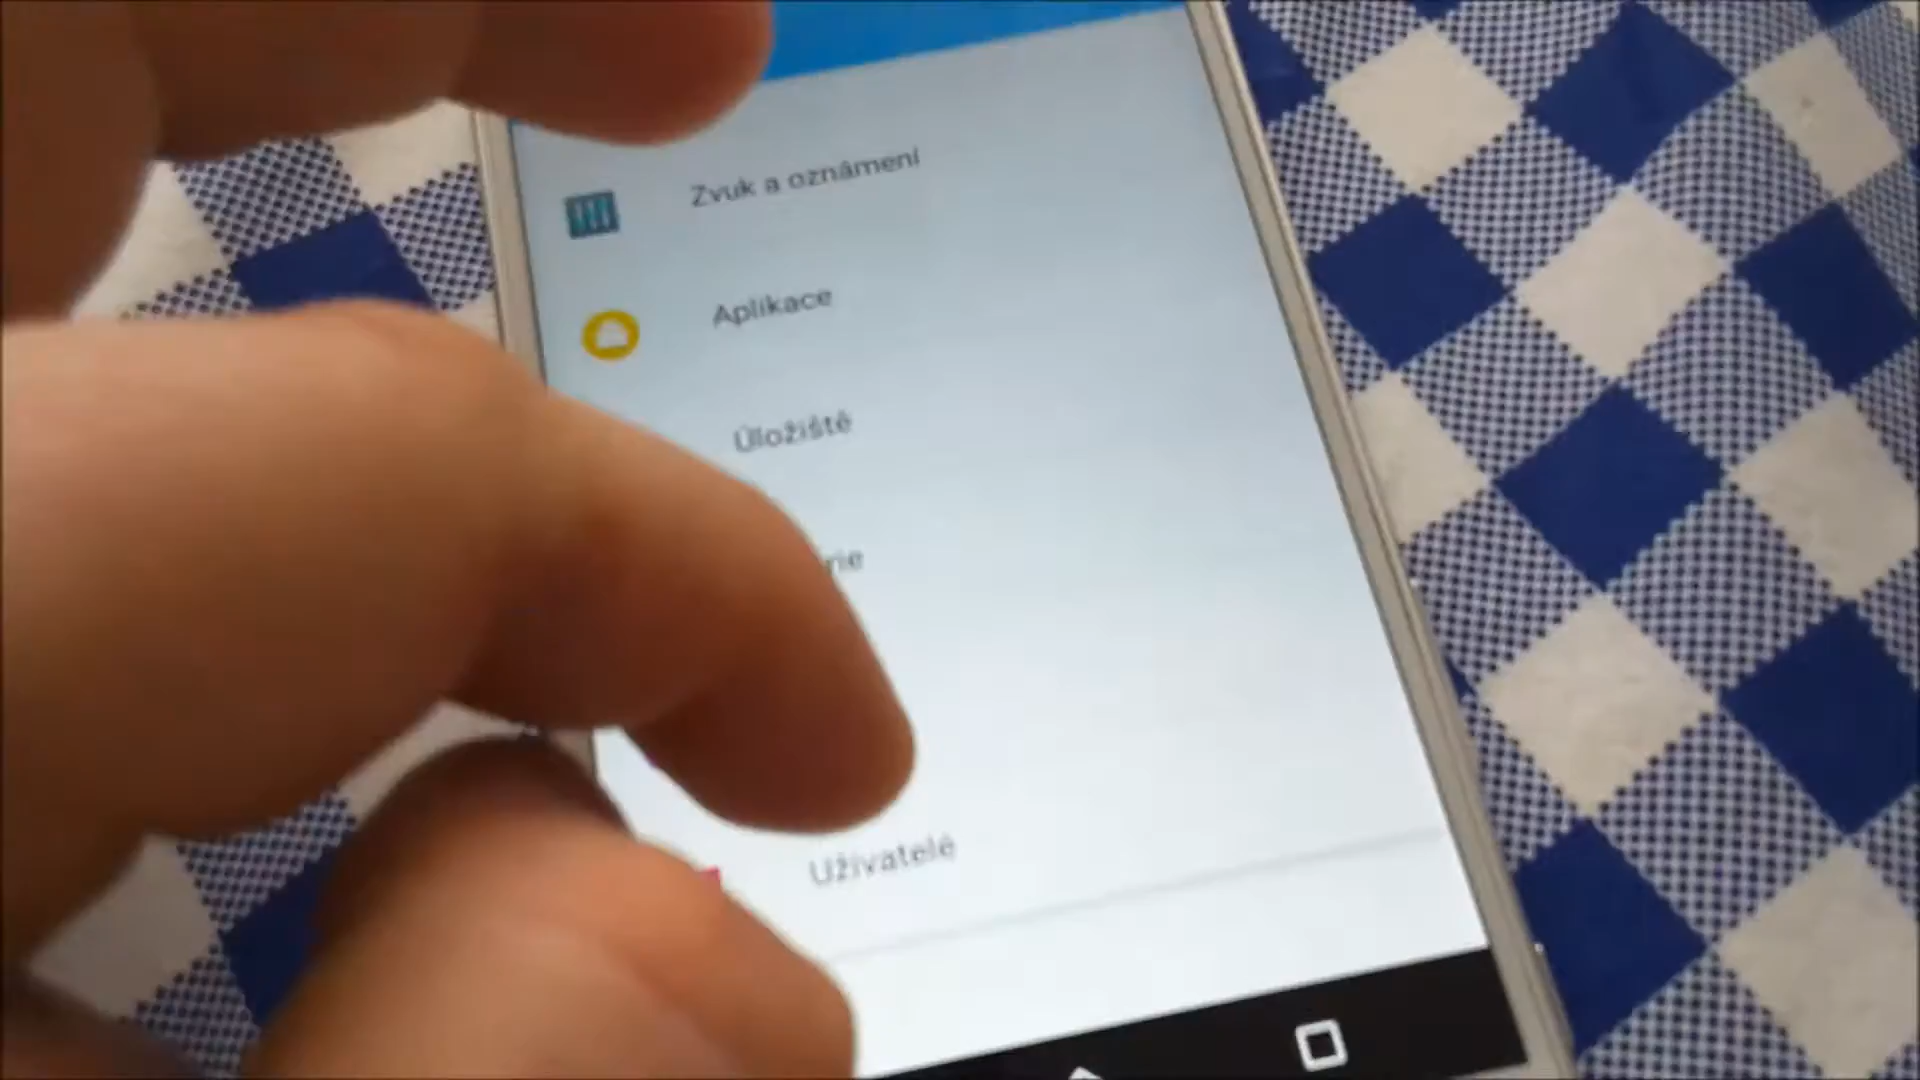 Zvuk a oznámení
Aplikace
Úložiště
Uživatelé